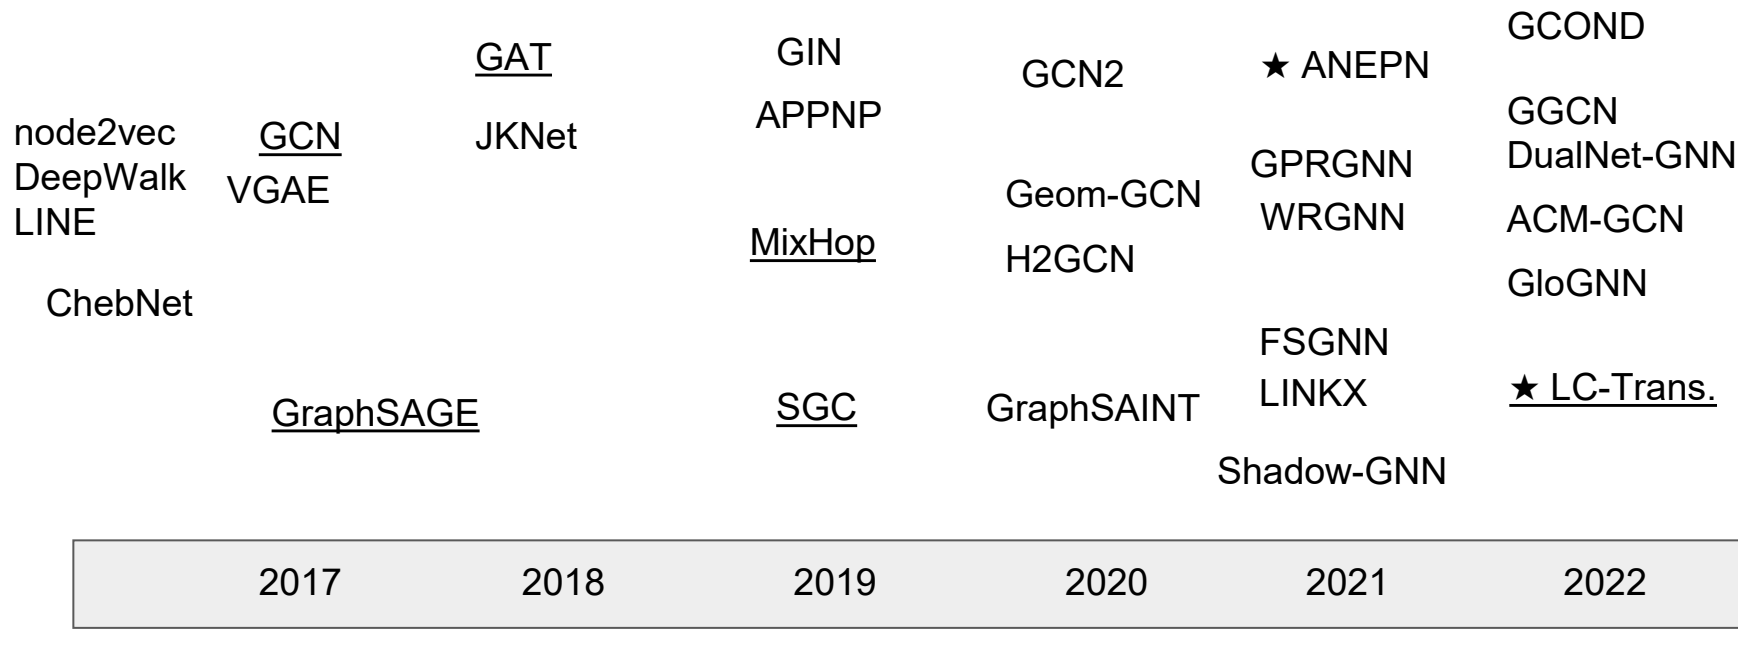 node2vec
DeepWalk
LINE
ChebNet
GCN
VGAE
GraphSAGE
GAT
JKNet
GIN
APPNP
MixHop
SGC
GCN2
Geom-GCN
H2GCN
GraphSAINT
★ ANEPN
GPRGNN
WRGNN
FSGNN
LINKX
Shadow-GNN
GCOND
GGCN
DualNet-GNN
ACM-GCN
GloGNN
★ LC-Trans.
2017 2018 2019 2020 2021 2022